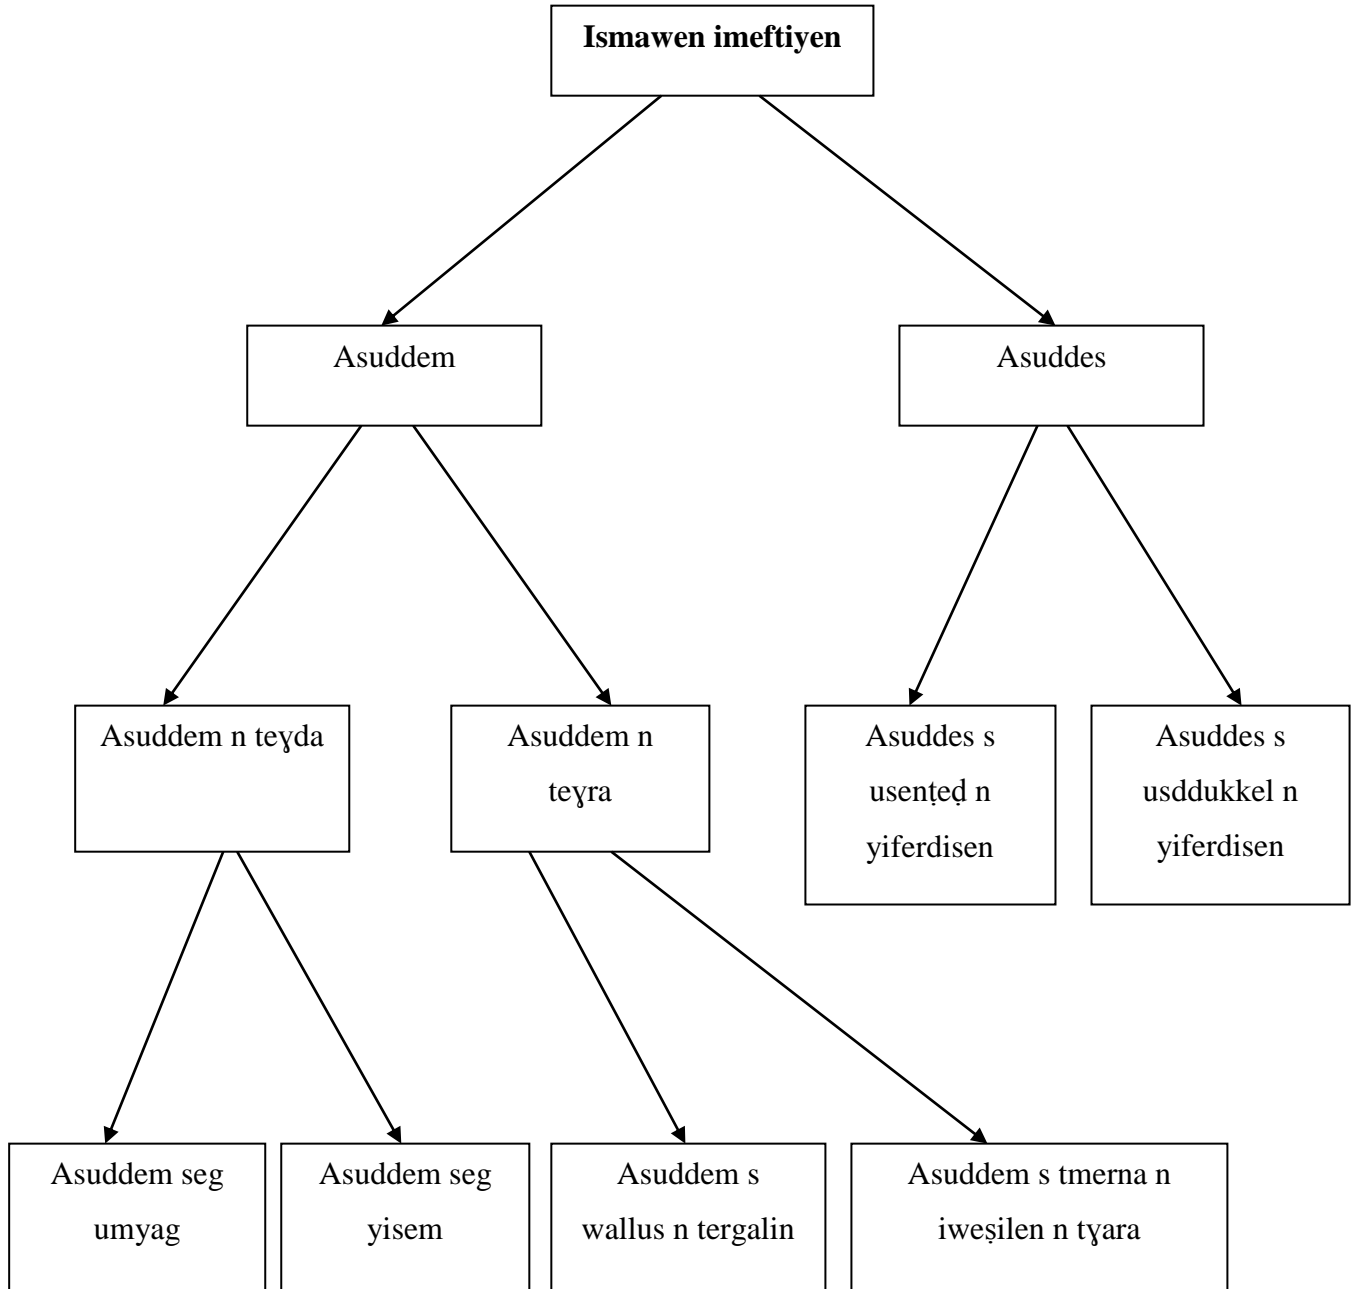 Ismawen imeftiyen
Asuddem
Asuddes
Asuddem n teɣda
Asuddem n
teɣra
Asuddes s
usenṭeḍ n
yiferdisen
Asuddes s
usddukkel n
yiferdisen
Asuddem seg
umyag
Asuddem seg
yisem
Asuddem s
wallus n tergalin
Asuddem s tmerna n
iweṣilen n tɣara